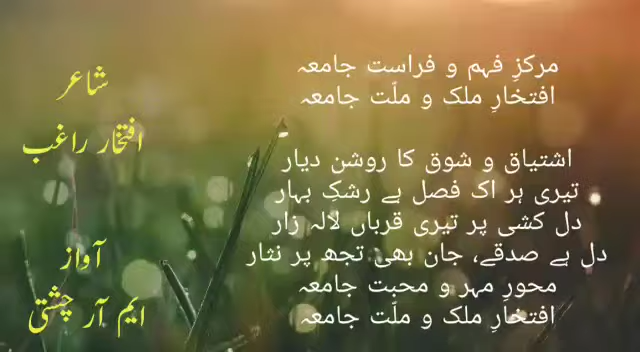 مرکزِ فہم و فراست جامعہ
افتخارِ ملک و ملّت جامعہ
اشتیاق و شوق کا روشن دیار
تیری ہر اک فصل ہے رشکِ بہار
دل کشی پر تیری قرباں لالہ زار
دل ہے صدقے، جان بھی تجھ پر نثار
محورِ مہر و محبت جامعہ
افتخارِ ملک و ملّت جامعہ
شاعر
افتخار راغب
آواز
ایم آر چشتی